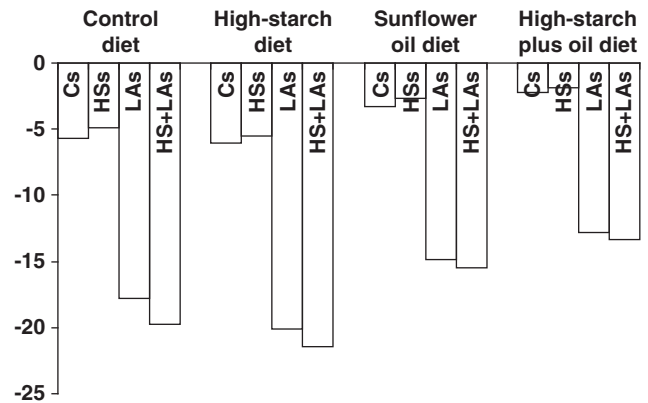 Control diet
High-starch diet
Sunflower oil diet
High-starch plus oil diet
0
-5
-10
-15
-20
-25
Cs
HSs
LAs
HS+LAs
Cs
HSs
LAs
HS+LAs
Cs
HSs
LAs
HS+LAs
Cs
HSs
LAs
HS+LAs